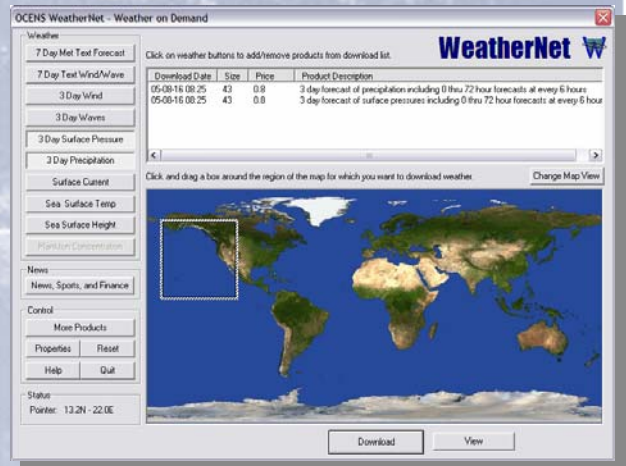 OCENS WeatherNet - Weather on Demand
Weather
7 Day Met Text Forecast
7 Day Text Wind/Wave
3 Day Wind
3 Day Waves
3 Day Surface Pressure
3 Day Precipitation
Surface Current
Sea Surface Temp
Sea Surface Height
Plankton Concentration
News
News, Sports, and Finance
Control
More Products
Properties Reset
Help Quit
Status
Pointer: 13.2N - 22.0E
Click on weather buttons to add/remove products from download list.
WeatherNet W
Download Date Size Price Product Description
05-08-16 08:25 43 0.8 3 day forecast of precipitation including 0 thru 72 hour forecasts at every 6 hours
05-08-16 08:25 43 0.8 3 day forecast of surface pressures including 0 thru 72 hour forecasts at every 6 hour
Click and drag a box around the region of the map for which you want to download weather.
Change Map View
Download View